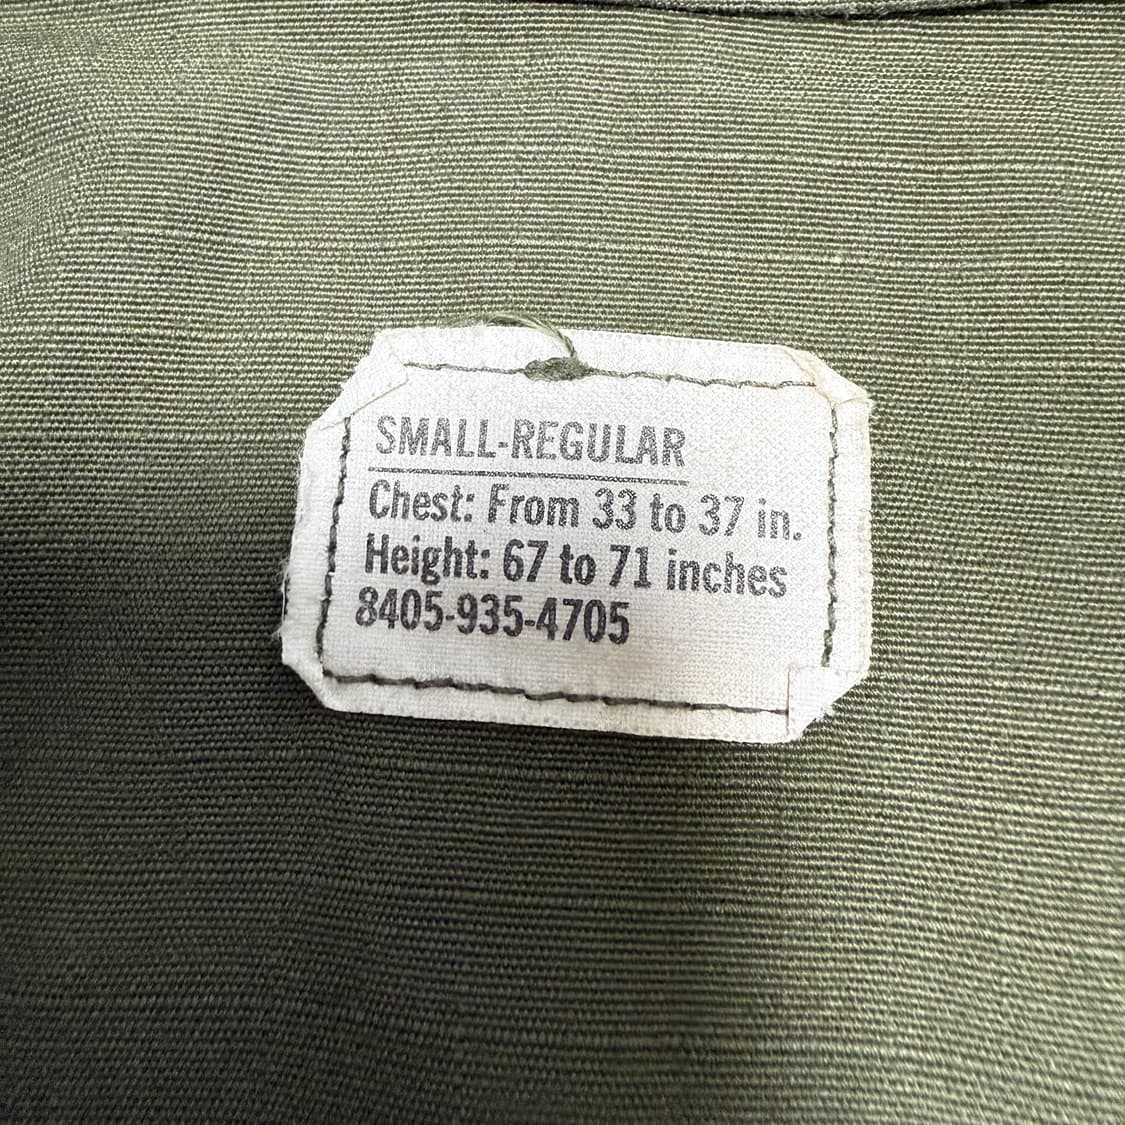 SMALL-REGULAR
Chest: From 33 to 37 in.
Height: 67 to 71 inches
8405-935-4705